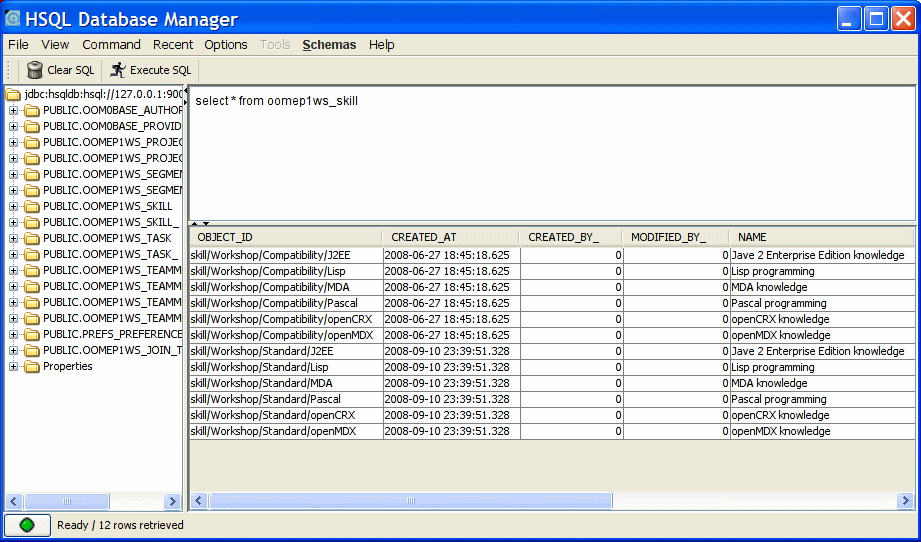 HSQL Database Manager
File View Command Recent Options Tools Schemas Help
Clear SQL Execute SQL
jdbc:hsqldb:hsql://127.0.0.1:900
PUBLIC.OOM0BASE_AUTHOR
PUBLIC.OOM0BASE_PROVID
PUBLIC.OOMEP1WS_PROJEC
PUBLIC.OOMEP1WS_PROJEC
PUBLIC.OOMEP1WS_SEGMEN
PUBLIC.OOMEP1WS_SEGMEN
PUBLIC.OOMEP1WS_SKILL
PUBLIC.OOMEP1WS_SKILL_
PUBLIC.OOMEP1WS_TASK
PUBLIC.OOMEP1WS_TASK_
PUBLIC.OOMEP1WS_TEAMM
PUBLIC.OOMEP1WS_TEAMM
PUBLIC.OOMEP1WS_TEAMM
PUBLIC.OOMEP1WS_TEAMM
PUBLIC.PREFS_PREFERENCE
PUBLIC.OOMEP1WS_JOIN_T
Properties
select * from oomep1ws_skill
OBJECT_ID CREATED_AT CREATED_BY_ MODIFIED_BY_ NAME
skill/Workshop/Compatibility/J2EE 2008-06-27 18:45:18.625 0 0 Jave 2 Enterprise Edition knowledge
skill/Workshop/Compatibility/Lisp 2008-06-27 18:45:18.625 0 0 Lisp programming
skill/Workshop/Compatibility/MDA 2008-06-27 18:45:18.625 0 0 MDA knowledge
skill/Workshop/Compatibility/Pascal 2008-06-27 18:45:18.625 0 0 Pascal programming
skill/Workshop/Compatibility/openCRX 2008-06-27 18:45:18.625 0 0 openCRX knowledge
skill/Workshop/Compatibility/openMDX 2008-06-27 18:45:18.625 0 0 openMDX knowledge
skill/Workshop/Standard/J2EE 2008-09-10 23:39:51.328 0 0 Jave 2 Enterprise Edition knowledge
skill/Workshop/Standard/Lisp 2008-09-10 23:39:51.328 0 0 Lisp programming
skill/Workshop/Standard/MDA 2008-09-10 23:39:51.328 0 0 MDA knowledge
skill/Workshop/Standard/Pascal 2008-09-10 23:39:51.328 0 0 Pascal programming
skill/Workshop/Standard/openCRX 2008-09-10 23:39:51.328 0 0 openCRX knowledge
skill/Workshop/Standard/openMDX 2008-09-10 23:39:51.328 0 0 openMDX knowledge
Ready / 12 rows retrieved